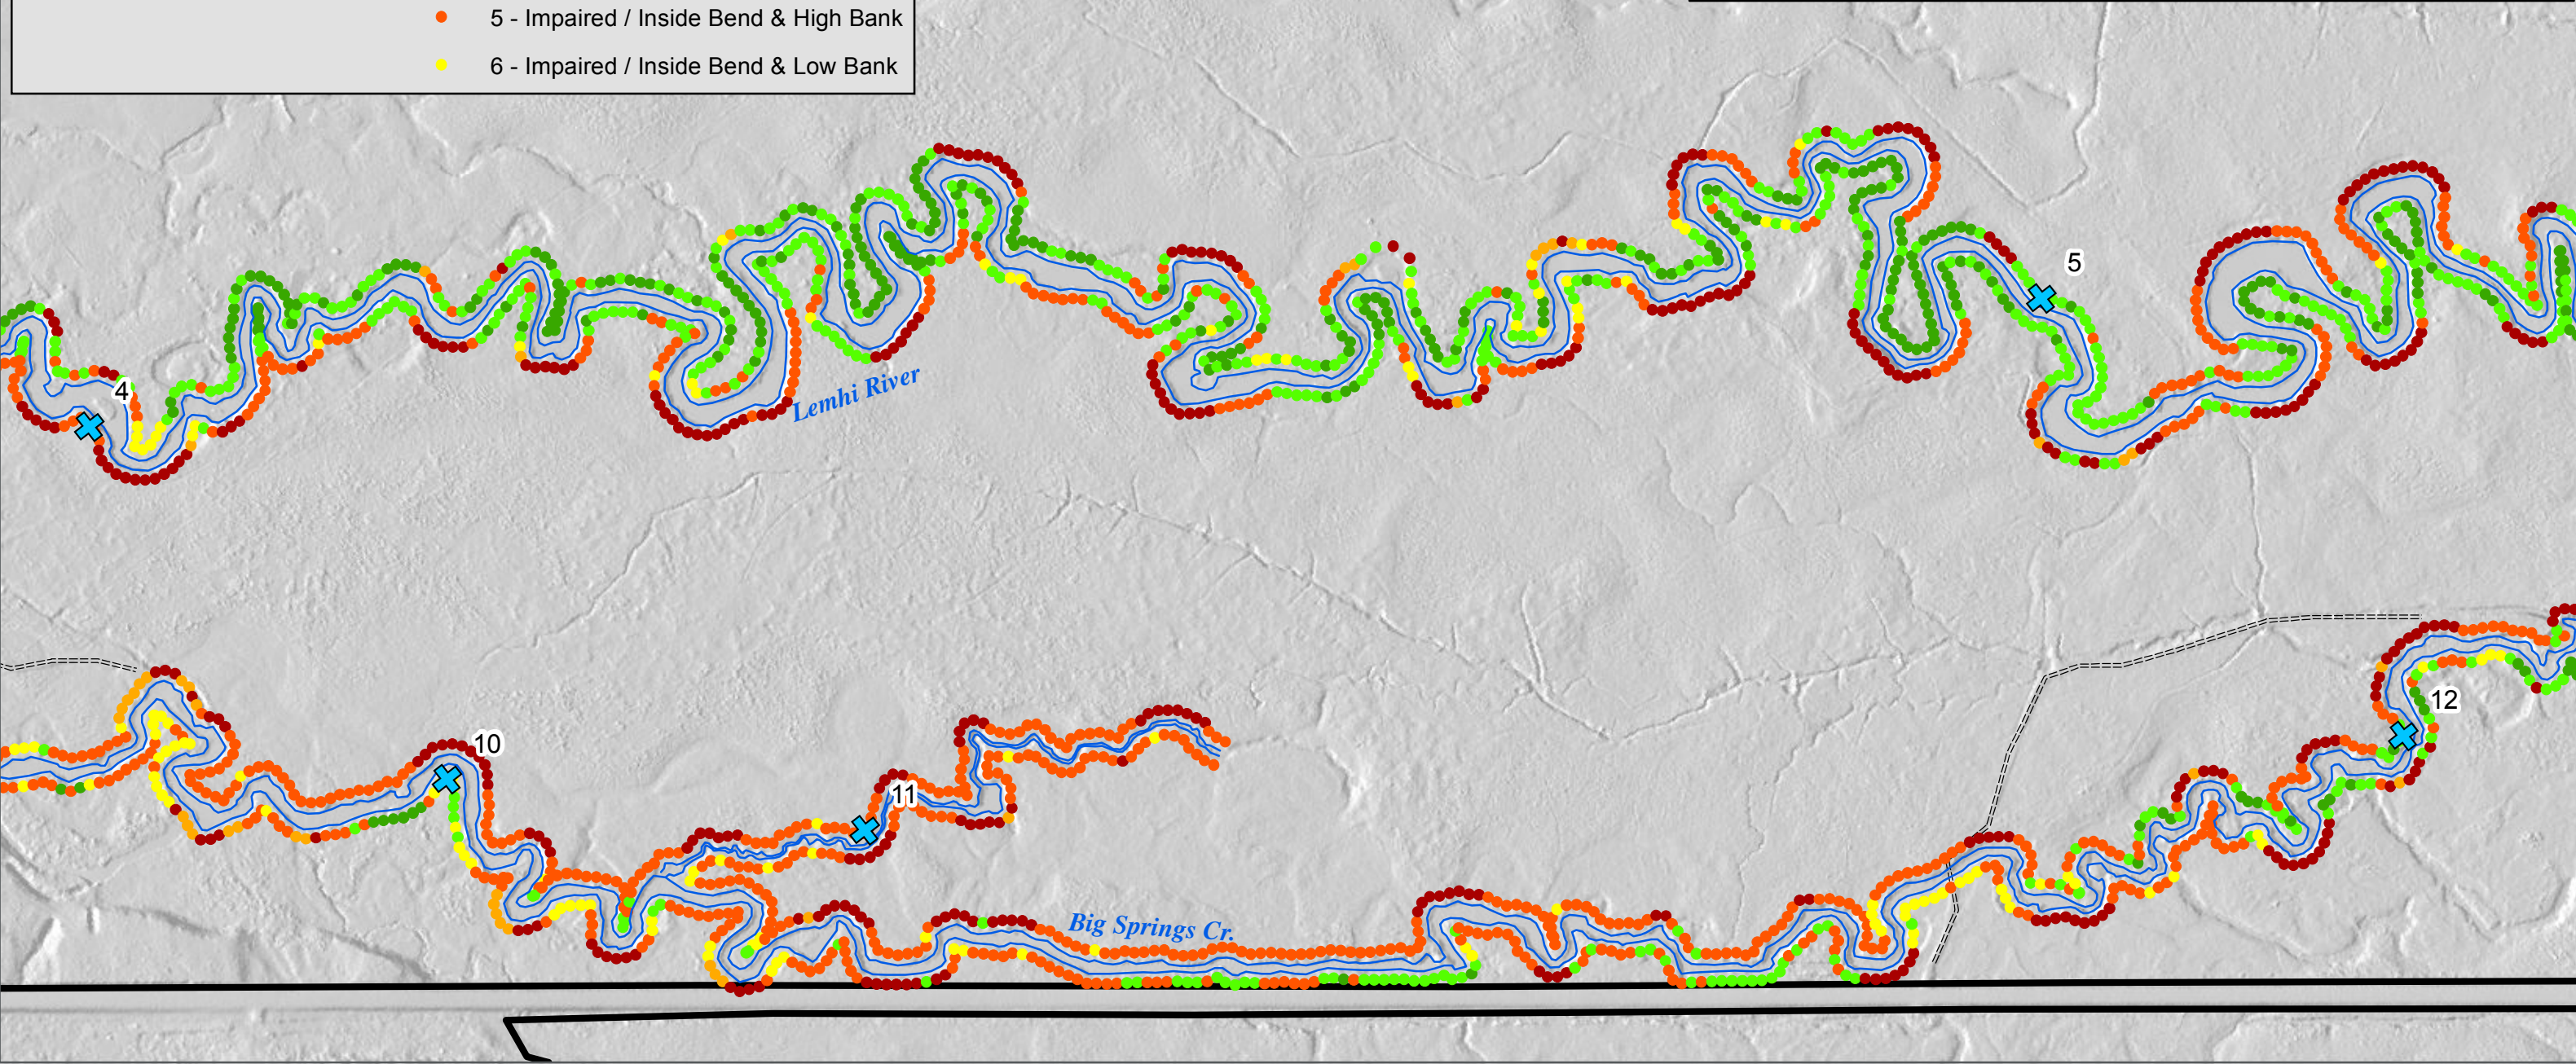 5 - Impaired / Inside Bend & High Bank
6 - Impaired / Inside Bend & Low Bank
5
4
Lemhi River
12
10
11
Big Springs Cr.